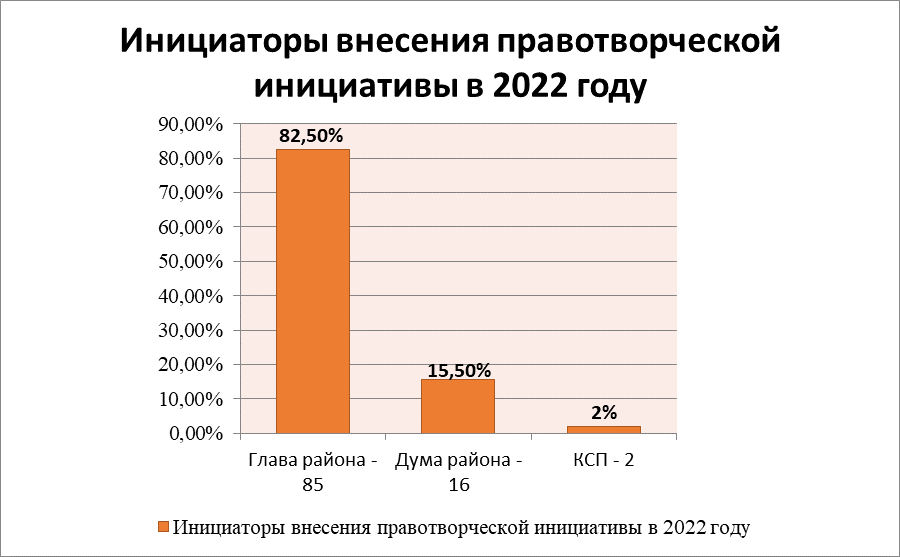 Инициаторы внесения правотворческой
инициативы в 2022 году
90,00%
80,00%
70,00%
60,00%
50,00%
40,00%
30,00%
20,00%
10,00%
0,00%
82,50%
15,50%
2%
Глава района -
85
Дума района -
16
КСП - 2
Инициаторы внесения правотворческой инициативы в 2022 году